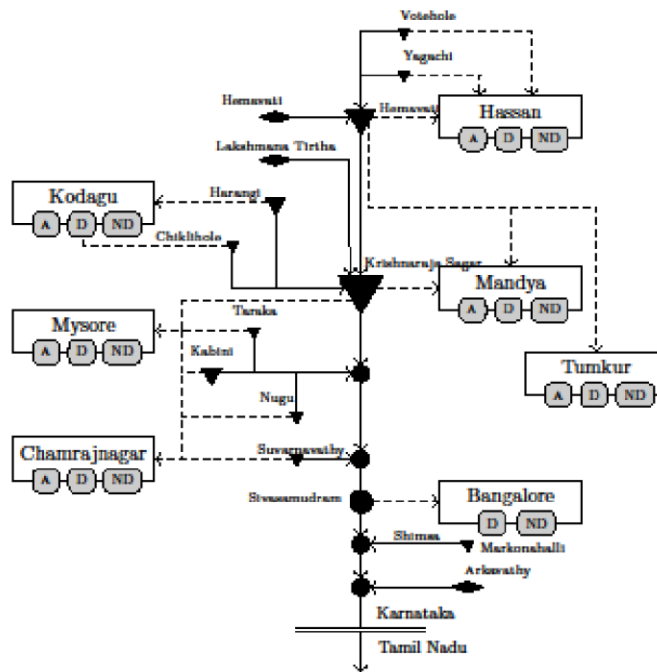 Votehole
Yagachi
Hemavati
Hemavati
Hassan
A D ND
Lakshmana Tirtha
Kodagu
Harangi
A D ND
Chiklihole
Krishnaraja Sagar
Mandya
A D ND
Taraka
Mysore
A D ND
Kabini
Tumkur
A D ND
Nugu
Chamrajnagar
A D ND
Suvarnavathy
Sivasamudram
Bangalore
D ND
Shimsa
Markonahalli
Arkavathy
Karnataka
Tamil Nadu